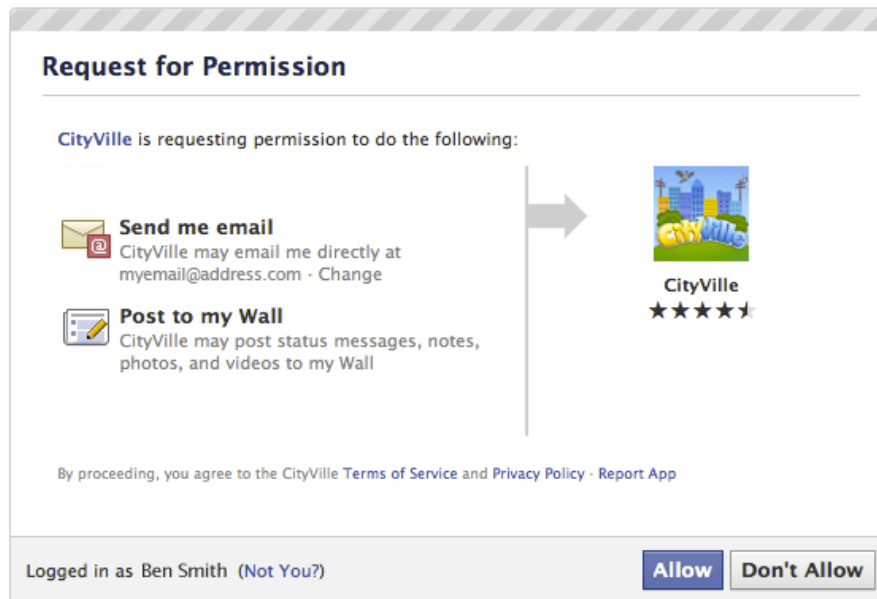 Request for Permission
CityVille is requesting permission to do the following:
Send me email
CityVille may email me directly at
myemail@address.com · Change
Post to my Wall
CityVille may post status messages, notes,
photos, and videos to my Wall
CityVille
CityVille
By proceeding, you agree to the CityVille Terms of Service and Privacy Policy · Report App
Logged in as Ben Smith (Not You?)
Allow
Don't Allow